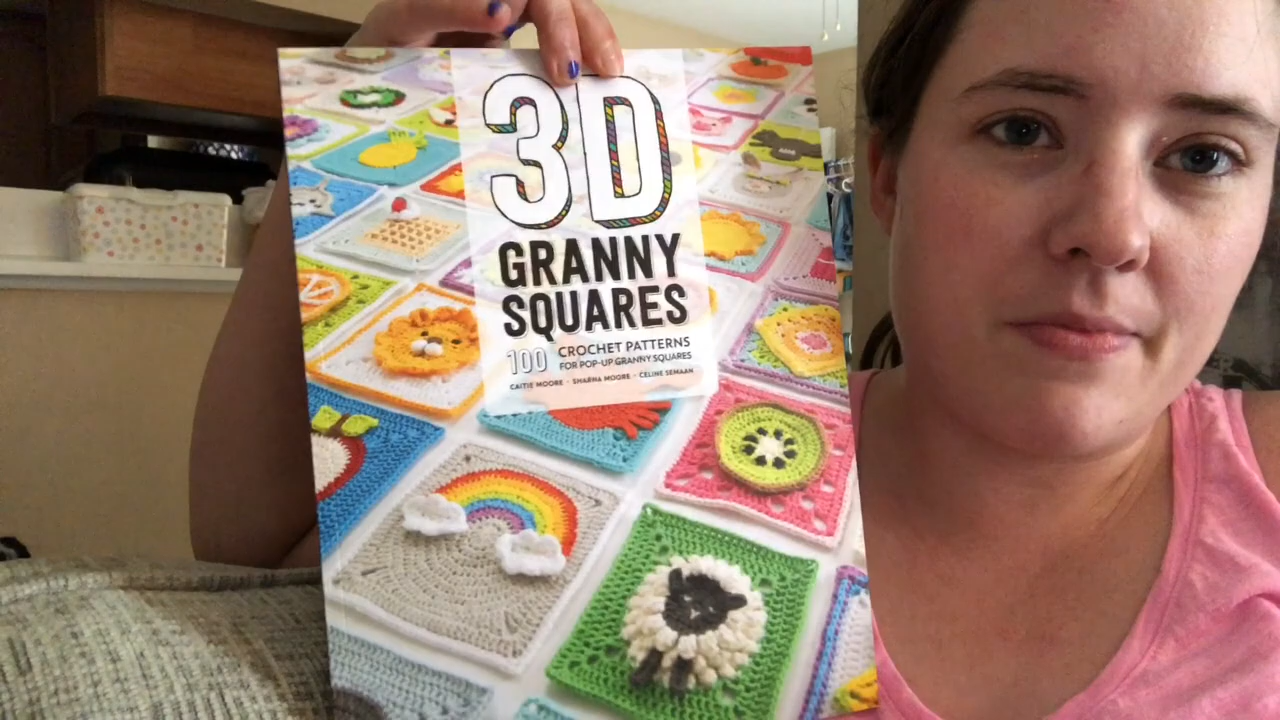 3D
GRANNY
SQUARES
100 CROCHET PATTERNS
FOR POP-UP GRANNY SQUARES
CAITIE MOORE · SHARNA MOORE · CELINE SEMAAN